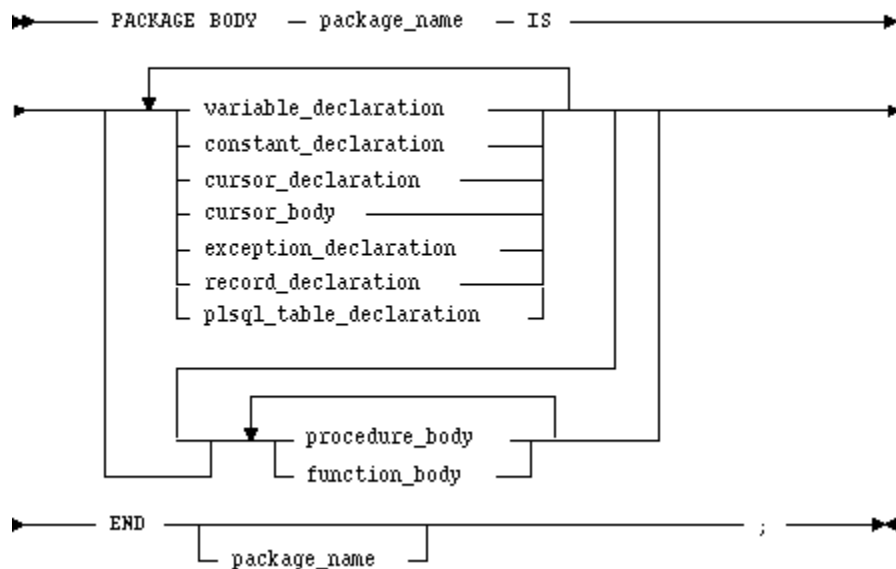 PACKAGE BODY package_name IS
variable_declaration
constant_declaration
cursor_declaration
cursor_body
exception_declaration
record_declaration
plsql_table_declaration
procedure_body
function_body
END ;
package_name